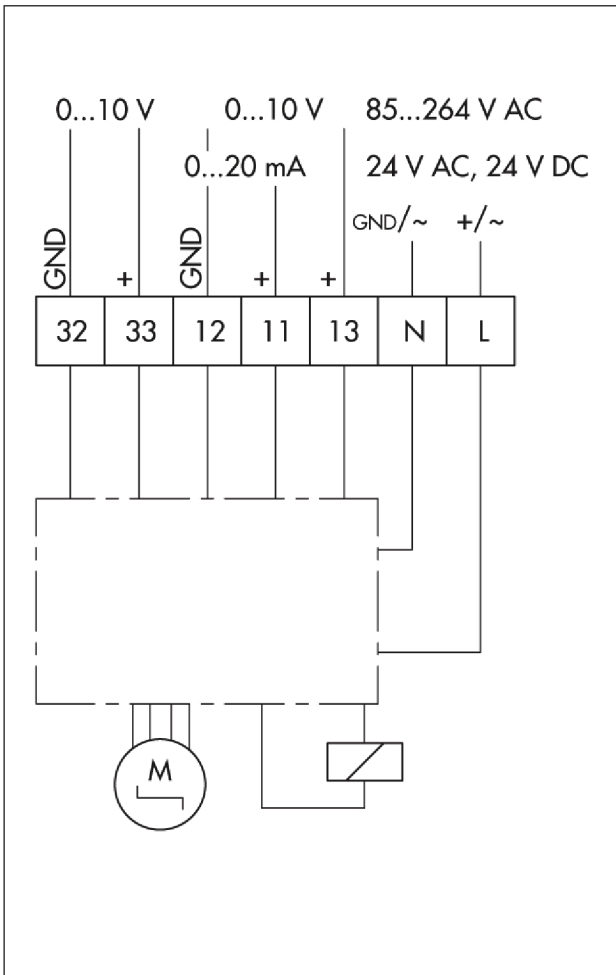 0...10 V 0...10 V 85...264 V AC
0...20 mA 24 V AC, 24 V DC
GND/~ +/~
GND + GND + +
32 33 12 11 13 N L
M